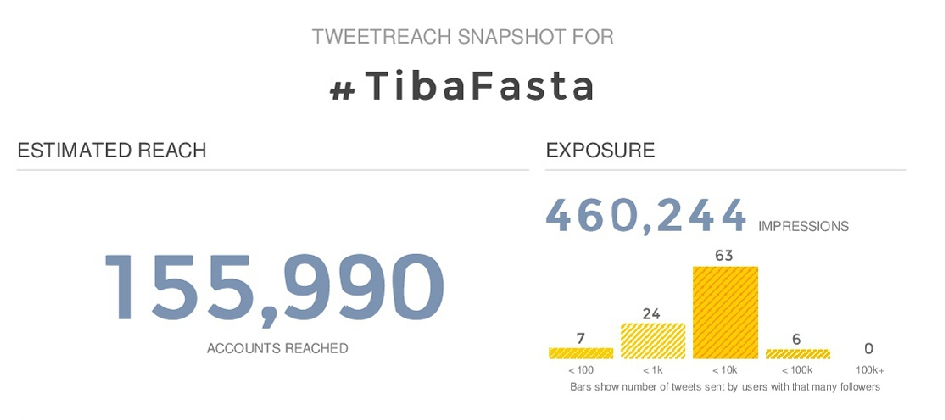 TWEETREACH SNAPSHOT FOR
#TibaFasta
ESTIMATED REACH
155,990
ACCOUNTS REACHED
EXPOSURE
460,244 IMPRESSIONS
7 24 63 6 0
< 100 < 1k < 10k < 100k 100k+
Bars show number of tweets sent by users with that many followers